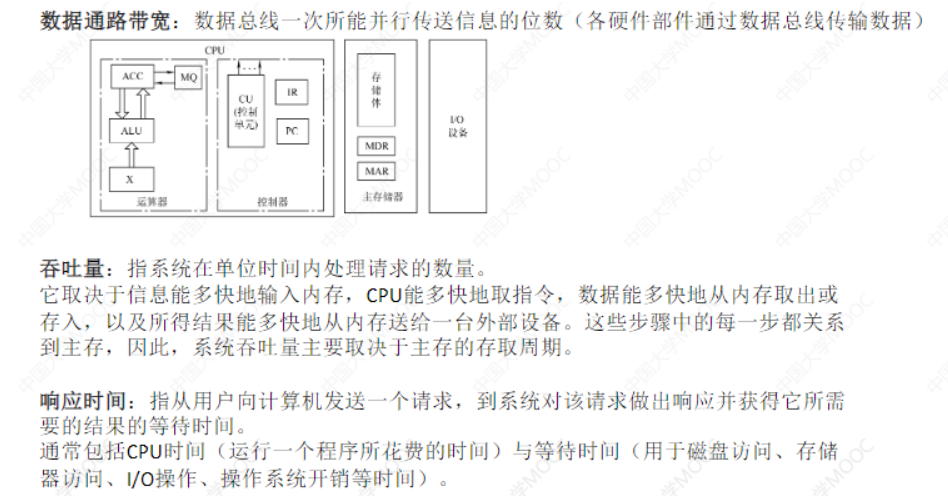 数据通路带宽：数据总线一次所能并行传送信息的位数（各硬件部件通过数据总线传输数据）
CPU
ACC
MQ
ALU
X
运算器
CU
(控制
单元)
IR
PC
控制器
存
储
体
MDR
MAR
主存储器
I/O
设备
吞吐量：指系统在单位时间内处理请求的数量。
它取决于信息能多快地输入内存，CPU能多快地取指令，数据能多快地从内存取出或
存入，以及所得结果能多快地从内存送给一台外部设备。这些步骤中的每一步都关系
到主存，因此，系统吞吐量主要取决于主存的存取周期。
响应时间：指从用户向计算机发送一个请求，到系统对该请求做出响应并获得它所需
要的结果的等待时间。
通常包括CPU时间（运行一个程序所花费的时间）与等待时间（用于磁盘访问、存储
器访问、I/O操作、操作系统开销等时间）。
中国大学MOOC